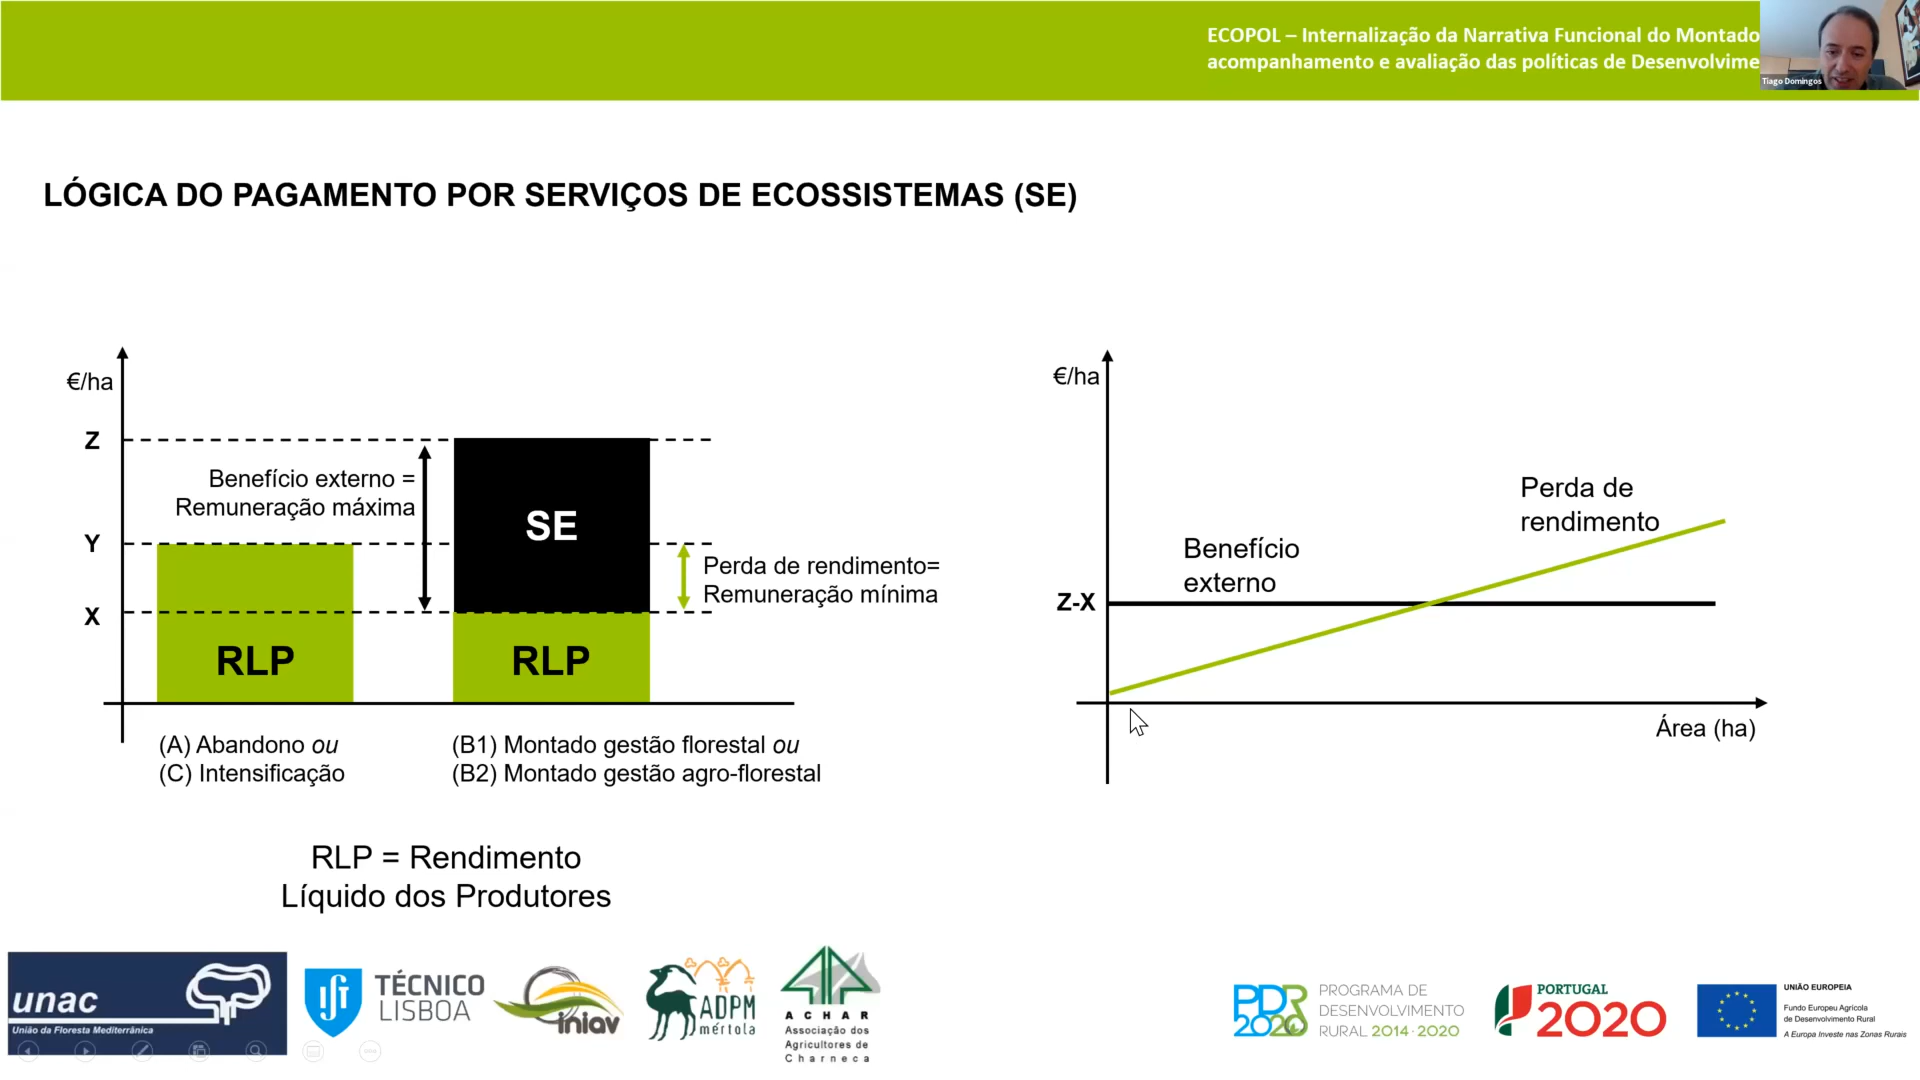 ECOPOL – Internalização da Narrativa Funcional do Montado
acompanhamento e avaliação das políticas de Desenvolvime
Tiago Domingos
LÓGICA DO PAGAMENTO POR SERVIÇOS DE ECOSSISTEMAS (SE)
€/ha
Z
Benefício externo =
Remuneração máxima
SE
Y
Perda de rendimento=
Remuneração mínima
X
RLP
RLP
(A) Abandono ou
(C) Intensificação
(B1) Montado gestão florestal ou
(B2) Montado gestão agro-florestal
RLP = Rendimento
Líquido dos Produtores
€/ha
Perda de
rendimento
Benefício
externo
Z-X
Área (ha)
unac
União da Floresta Mediterrânica
TÉCNICO
LISBOA
iniav
ADPM
mértola
ACHAR
Associação dos
Agricultores de
Charneca
PDR
2020
PROGRAMA DE
DESENVOLVIMENTO
RURAL 2014·2020
PORTUGAL
2020
UNIÃO EUROPEIA
Fundo Europeu Agrícola
de Desenvolvimento Rural
A Europa Investe nas Zonas Rurais